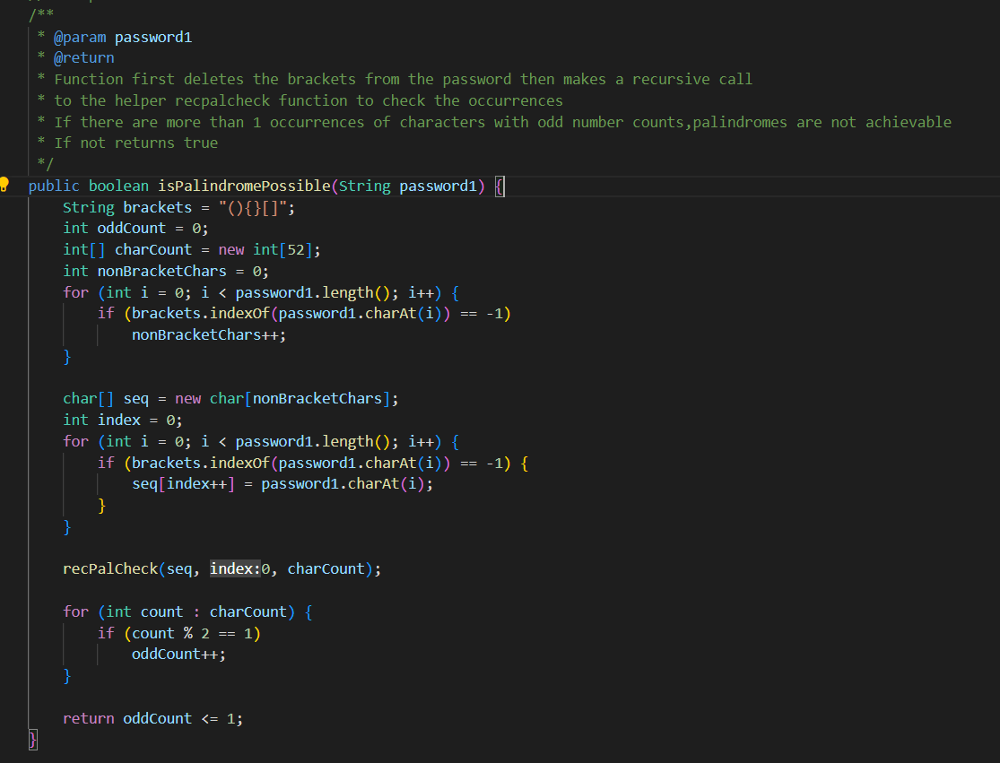 /**
* @param password1
* @return
* Function first deletes the brackets from the password then makes a recursive call
* to the helper recpalcheck function to check the occurrences
* If there are more than 1 occurrences of characters with odd number counts,palindromes are not achievable
* If not returns true
*/
public boolean isPalindromePossible(String password1) {
String brackets = "(){}[]";
int oddCount = 0;
int[] charCount = new int[52];
int nonBracketChars = 0;
for (int i = 0; i < password1.length(); i++) {
if (brackets.indexOf(password1.charAt(i)) == -1)
nonBracketChars++;
}
char[] seq = new char[nonBracketChars];
int index = 0;
for (int i = 0; i < password1.length(); i++) {
if (brackets.indexOf(password1.charAt(i)) == -1) {
seq[index++] = password1.charAt(i);
}
}
recPalCheck(seq, index:0, charCount);
for (int count : charCount) {
if (count % 2 == 1)
oddCount++;
}
return oddCount <= 1;
}